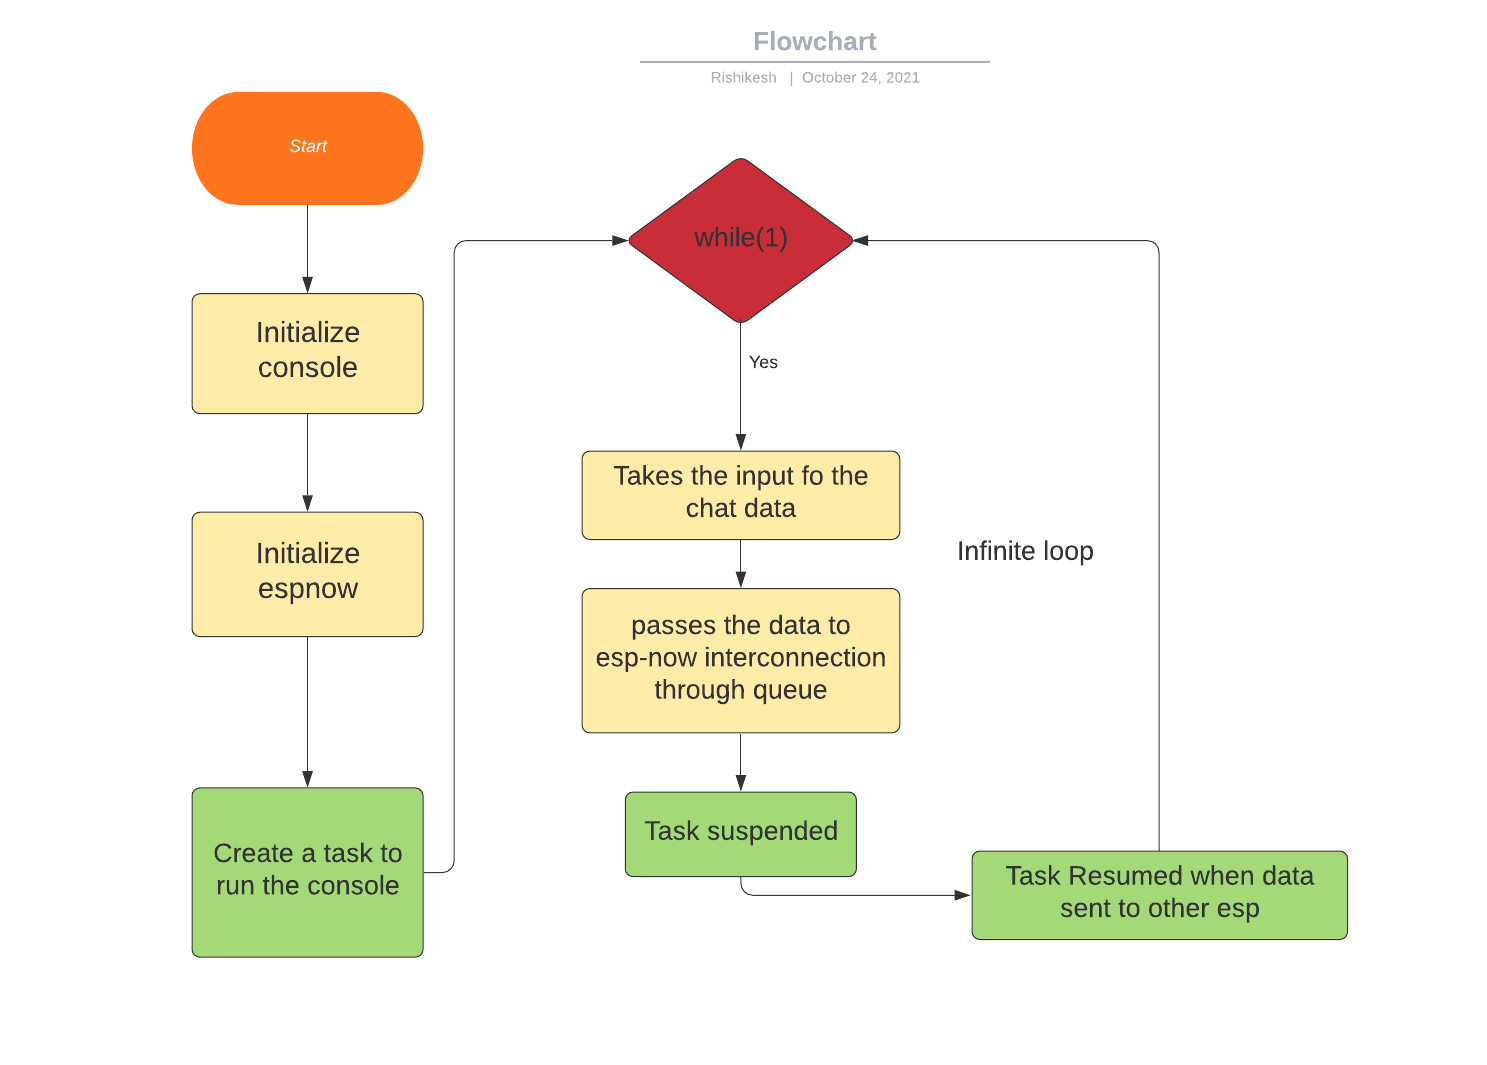 Flowchart
Rishikesh | October 24, 2021
Start
Initialize
console
Initialize
espnow
Create a task to
run the console
while(1)
Yes
Takes the input fo the
chat data
passes the data to
esp-now interconnection
through queue
Task suspended
Infinite loop
Task Resumed when data
sent to other esp